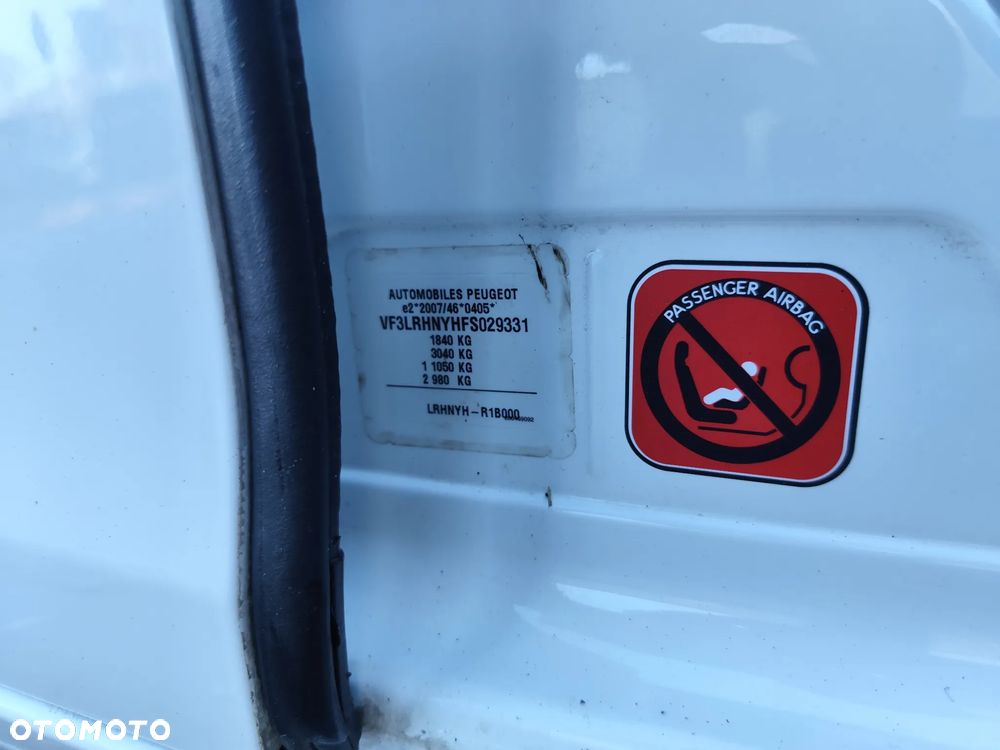 AUTOMOBILES PEUGEOT
e2*2007/46*0405*
VF3LRHNYHFS029331
1840 KG
3040 KG
1 1050 KG
2 980 KG
LRHNYH-R1B000
PASSENGER AIRBAG
OTOMOTO